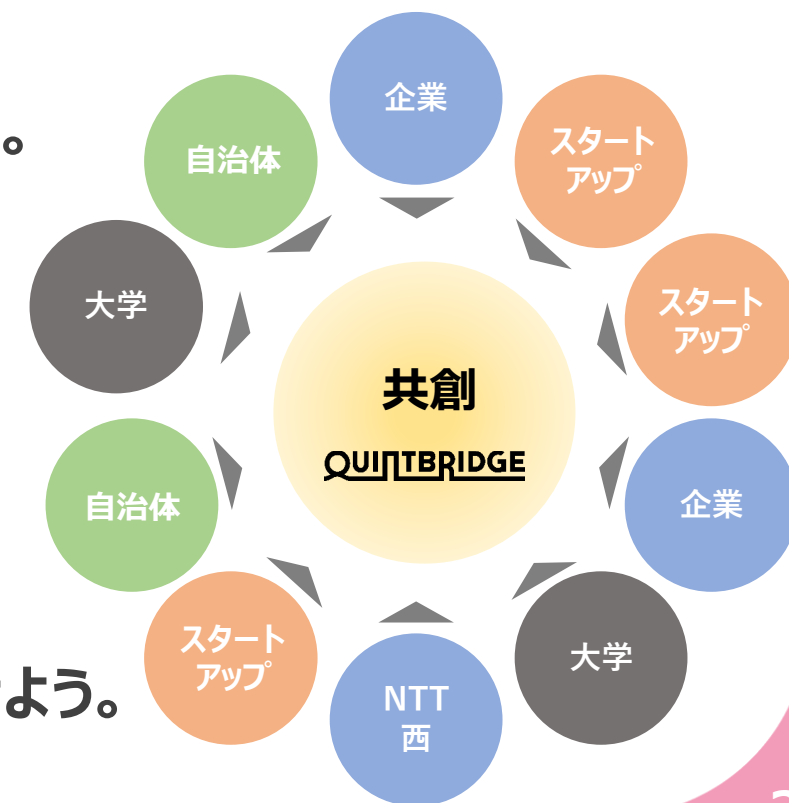 。
企業
自治体
スタート
アップ
大学
スタート
アップ
共創
QUINTBRIDGE
自治体
企業
スタート
アップ
大学
よう。
NTT
西